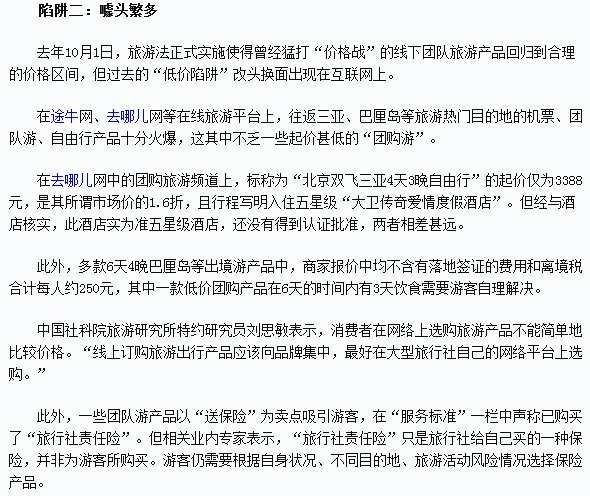 陷阱二：噱头繁多
去年10月1日，旅游法正式实施使得曾经猛打“价格战”的线下团队旅游产品回归到合理
的价格区间，但过去的“低价陷阱”改头换面出现在互联网上。
在途牛网、去哪儿网等在线旅游平台上，往返三亚、巴厘岛等旅游热门目的地的机票、团
队游、自由行产品十分火爆，这其中不乏一些起价甚低的“团购游”。
在去哪儿网中的团购旅游频道上，标称为“北京双飞三亚4天3晚自由行”的起价仅为3388
元，是其所谓市场价的1.6折，且行程写明入住五星级“大卫传奇爱情度假酒店”。但经与酒
店核实，此酒店实为准五星级酒店，还没有得到认证批准，两者相差甚远。
此外，多款6天4晚巴厘岛等出境游产品中，商家报价中均不含有落地签证的费用和离境税
合计每人约250元，其中一款低价团购产品在6天的时间内有3天饮食需要游客自理解决。
中国社科院旅游研究所特约研究员刘思敏表示，消费者在网络上选购旅游产品不能简单地
比较价格。“线上订购旅游出行产品应该向品牌集中，最好在大型旅行社自己的网络平台上选
购。”
此外，一些团队游产品以“送保险”为卖点吸引游客，在“服务标准”一栏中声称已购买
了“旅行社责任险”。但相关业内专家表示，“旅行社责任险”只是旅行社给自己买的一种保
险，并非为游客所购买。游客仍需要根据自身状况、不同目的地、旅游活动风险情况选择保险
产品。